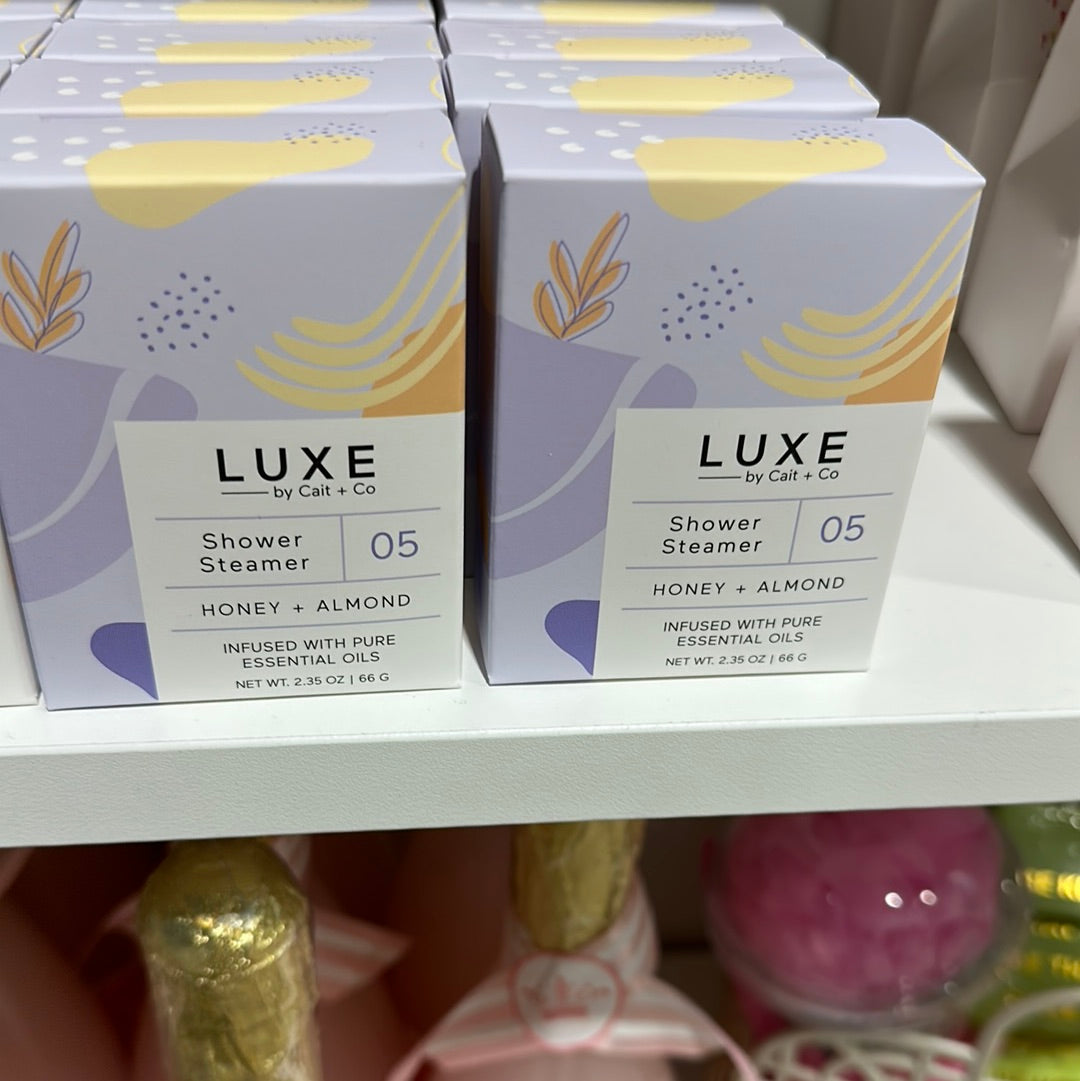 LUXE
by Cait + Co
Shower
Steamer
05
HONEY + ALMOND
INFUSED WITH PURE
ESSENTIAL OILS
NET WT. 2.35 OZ | 66 G
LUXE
by Cait + Co
Shower
Steamer
05
HONEY + ALMOND
INFUSED WITH PURE
ESSENTIAL OILS
NET WT. 2.35 OZ | 66 G